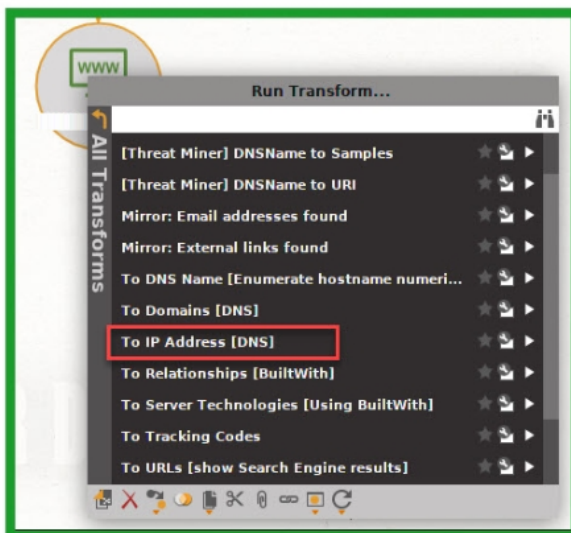 www
Run Transform...
All Transforms
[Threat Miner] DNSName to Samples
[Threat Miner] DNSName to URI
Mirror: Email addresses found
Mirror: External links found
To DNS Name [Enumerate hostname numeri...
To Domains [DNS]
To IP Address [DNS]
To Relationships [BuiltWith]
To Server Technologies [Using BuiltWith]
To Tracking Codes
To URLs [show Search Engine results]